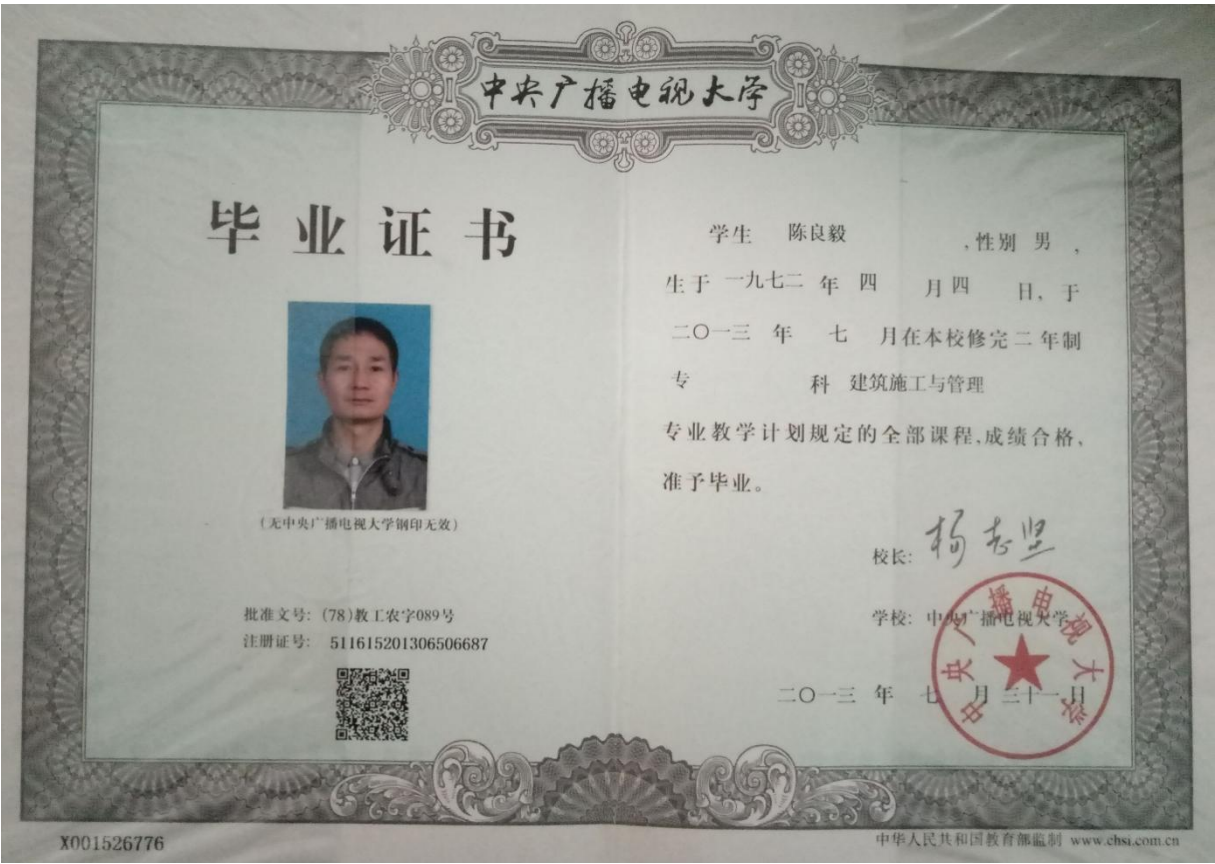 中央广播电视大学
毕业证书
(无中央广播电视大学钢印无效)
批准文号: (78)教工农字089号
注册证号: 511615201306506687
学生 陈良毅 ,性别 男 ,
生于 一九七二 年 四 月 四 日, 于
二〇一三 年 七 月在本校修完 二 年制
专 科 建筑施工与管理
专业教学计划规定的全部课程,成绩合格,
准予毕业。
校长: 杨志坚
学校: 中央广播电视大学
中央广播电视大学
二〇一三 年 七 月 三十一 日
X001526776
中华人民共和国教育部监制 www.chsi.com.cn